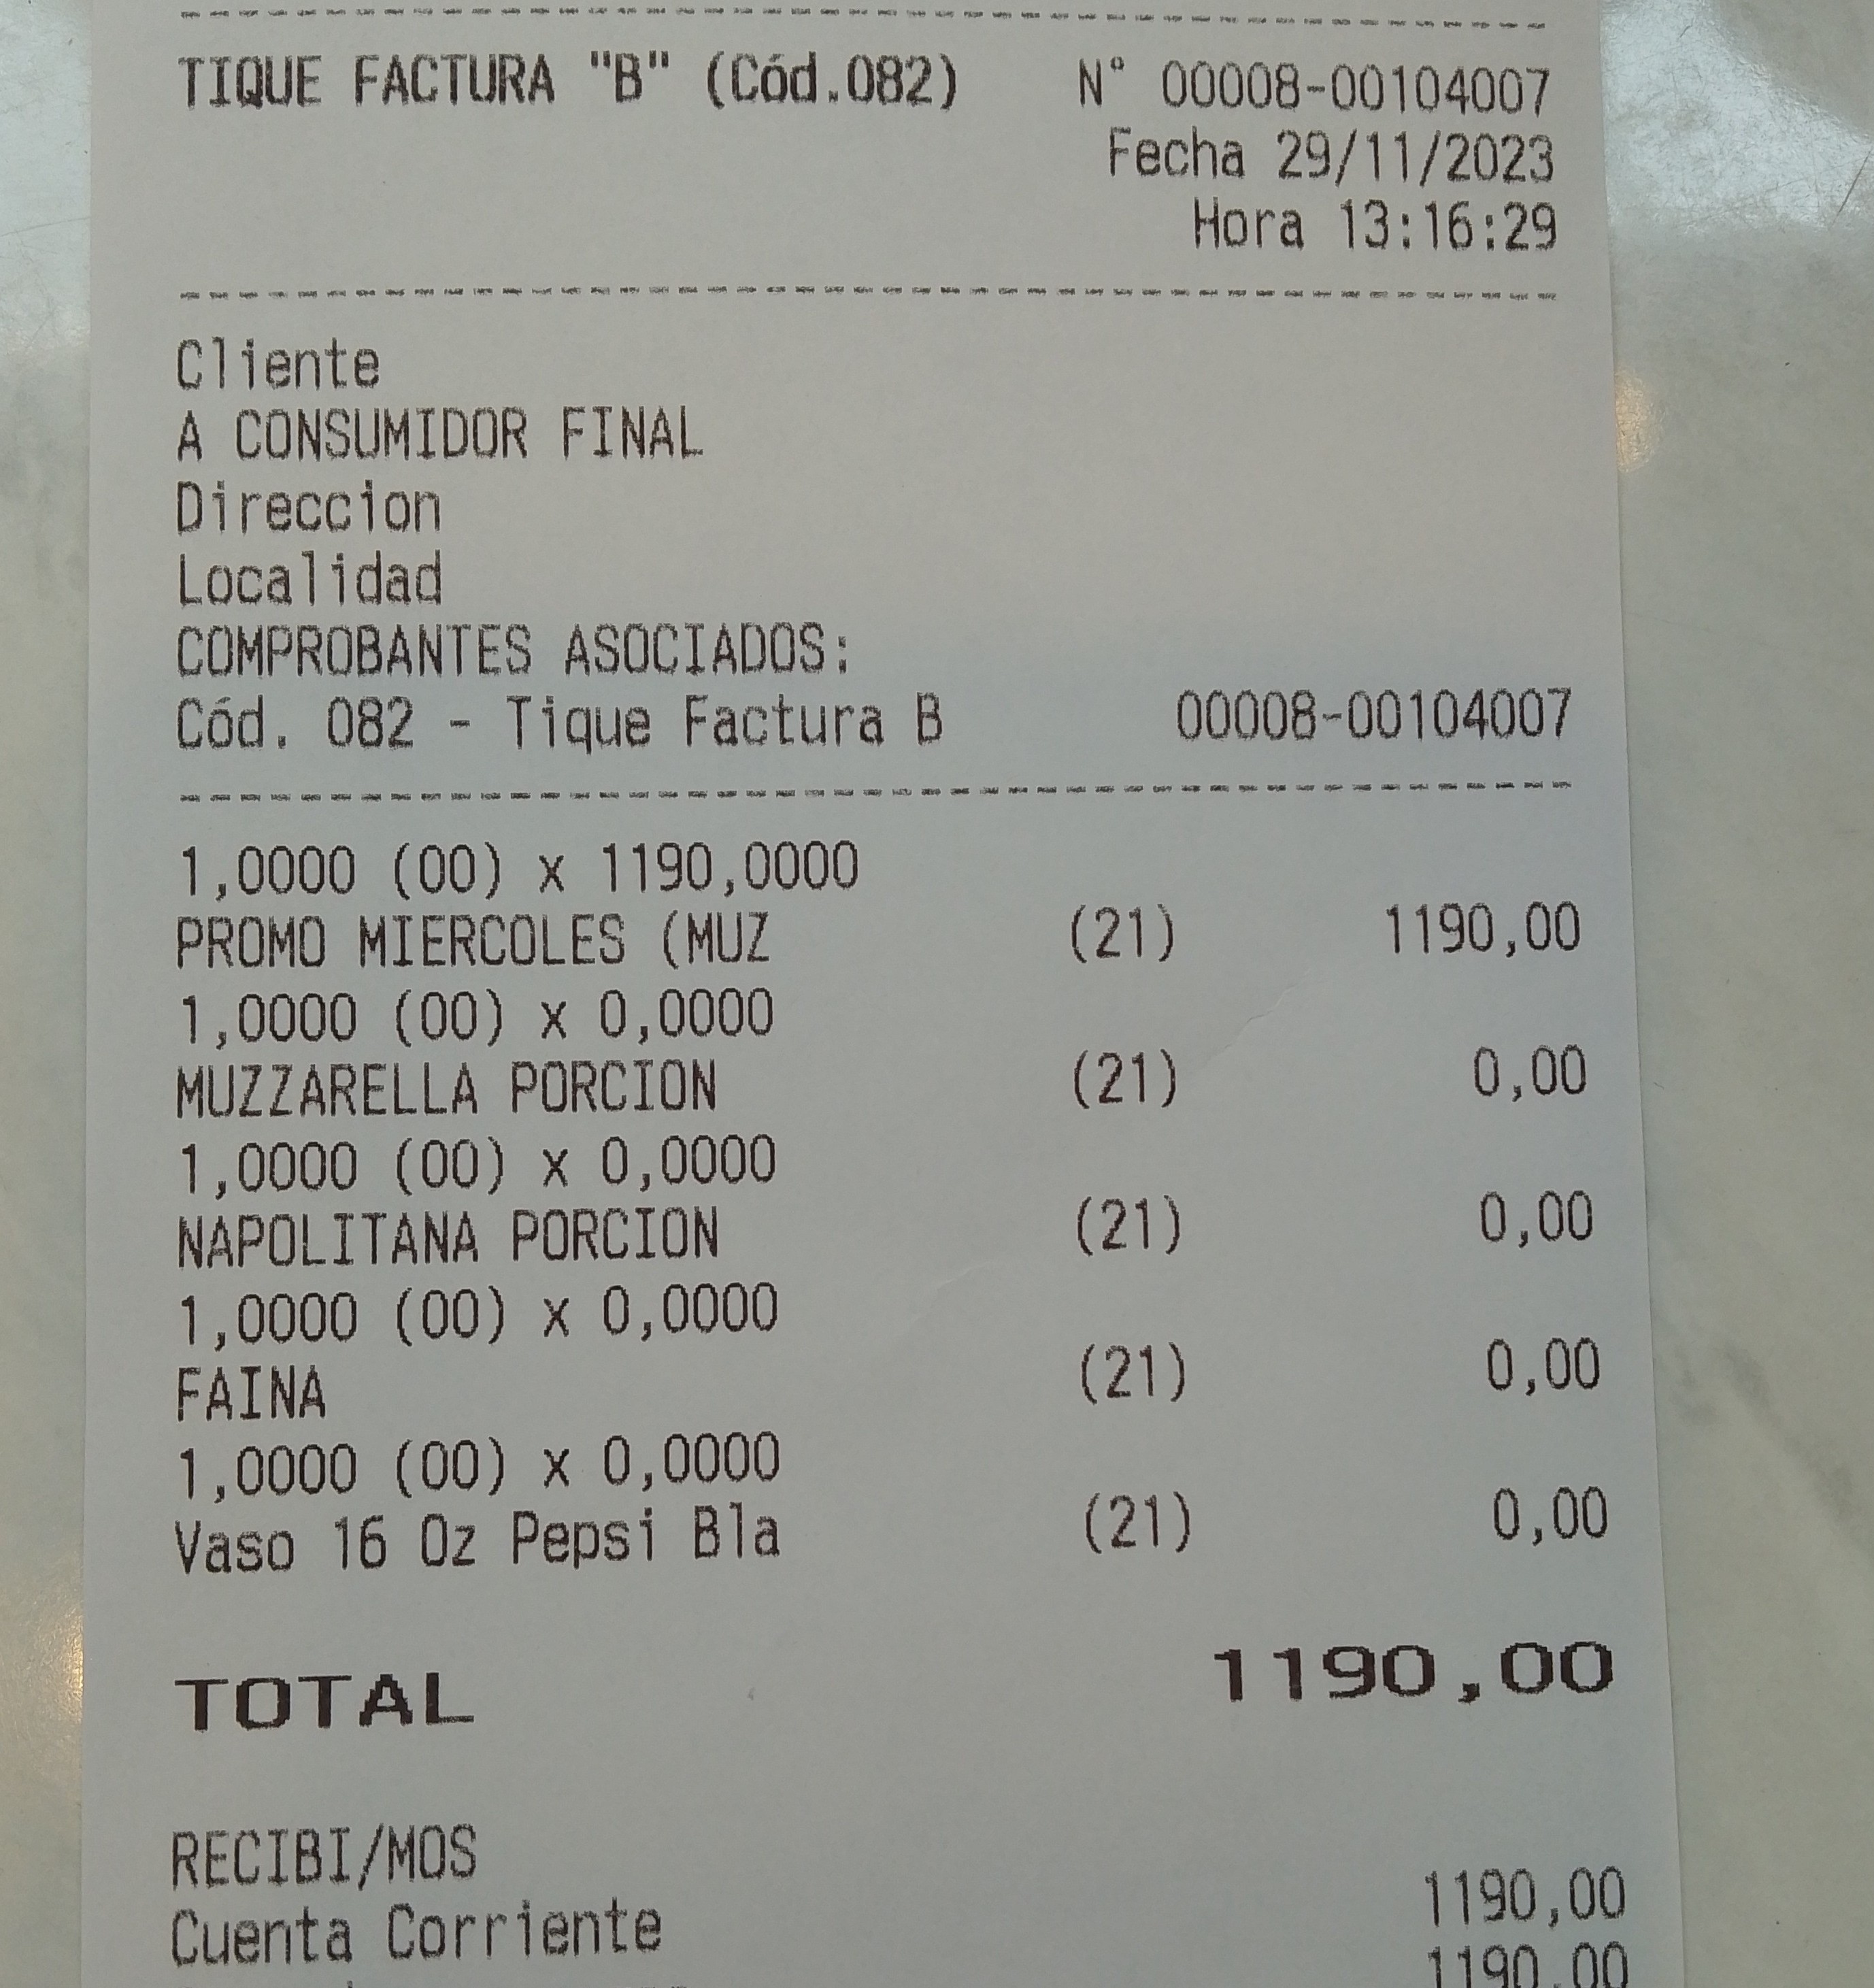 TIQUE FACTURA "B" (Cód.082) N° 00008-00104007
Fecha 29/11/2023
Hora 13:16:29
Cliente
A CONSUMIDOR FINAL
Direccion
Localidad
COMPROBANTES ASOCIADOS:
Cód. 082 - Tique Factura B 00008-00104007
1,0000 (00) x 1190,0000
PROMO MIERCOLES (MUZ (21) 1190,00
1,0000 (00) x 0,0000
MUZZARELLA PORCION (21) 0,00
1,0000 (00) x 0,0000
NAPOLITANA PORCION (21) 0,00
1,0000 (00) x 0,0000
FAINA (21) 0,00
1,0000 (00) x 0,0000
Vaso 16 Oz Pepsi Bla (21) 0,00
TOTAL 1190,00
RECIBI/MOS
Cuenta Corriente 1190,00
1190,00